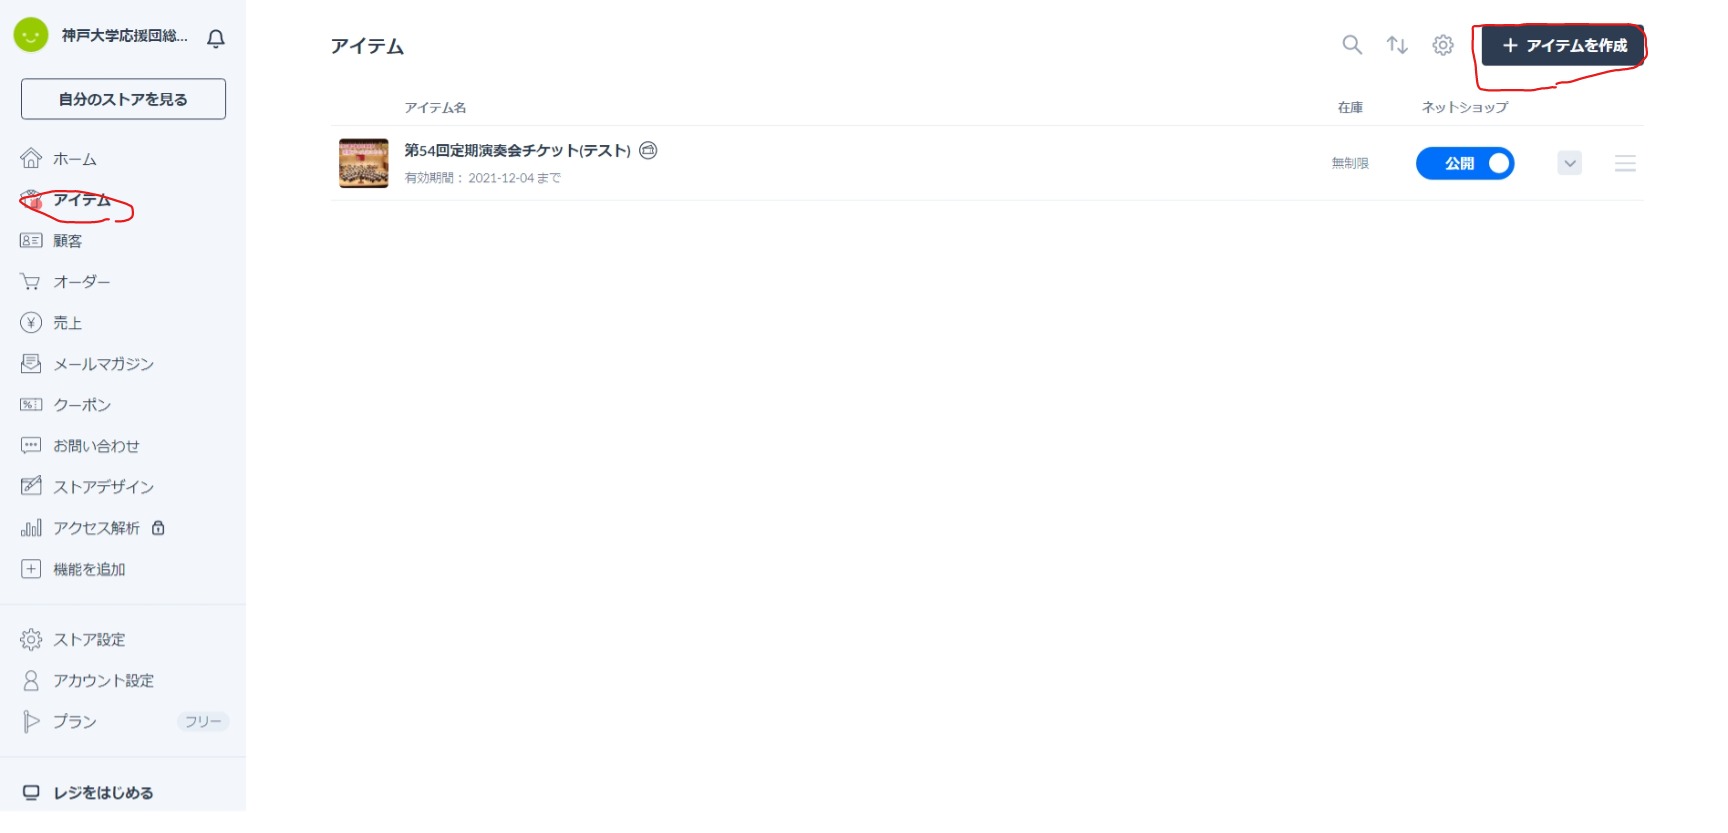 神戸大学応援団総...
自分のストアを見る
ホーム
アイテム
顧客
オーダー
売上
メールマガジン
クーポン
お問い合わせ
ストアデザイン
アクセス解析
機能を追加
ストア設定
アカウント設定
プラン フリー
レジをはじめる
アイテム
＋ アイテムを作成
アイテム名 在庫 ネットショップ
第54回定期演奏会チケット(テスト)
有効期間： 2021-12-04 まで
無制限 公開